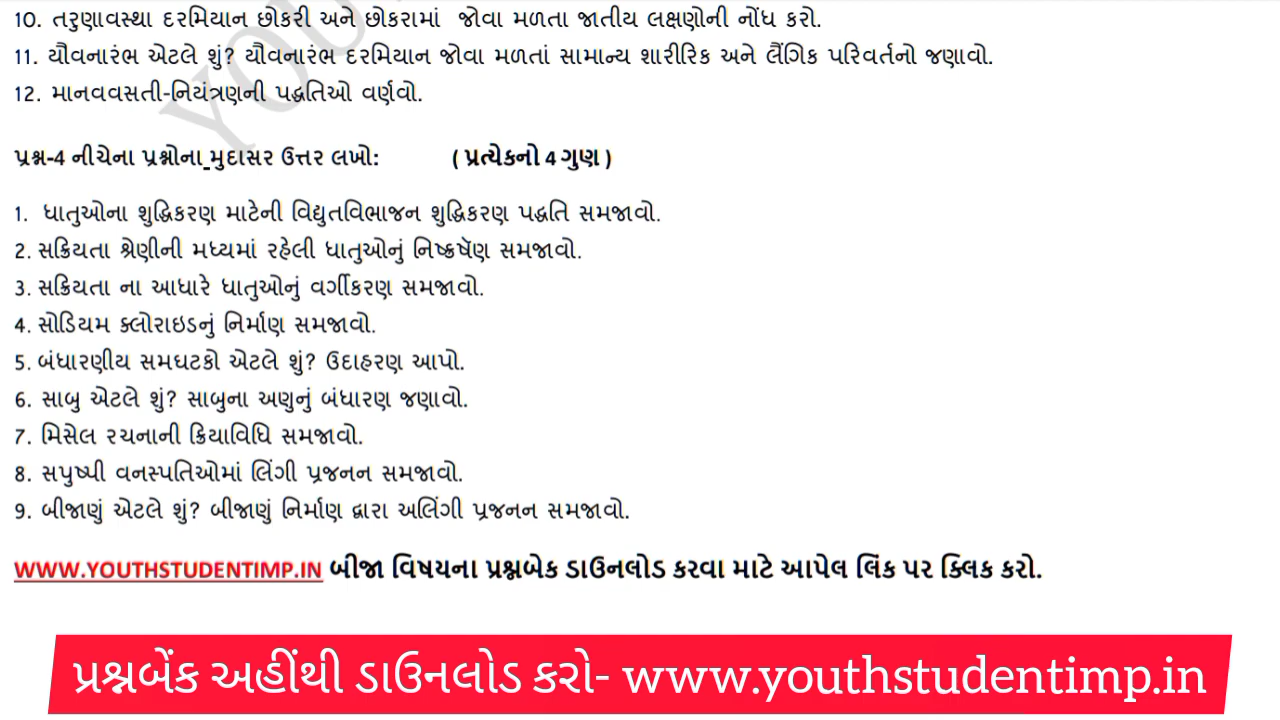 10. તરુણાવસ્થા દરમિયાન છોકરી અને છોકરામાં જોવા મળતા જાતીય લક્ષણોની નોંધ કરો.
11. યૌવનારંભ એટલે શું? યૌવનારંભ દરમિયાન જોવા મળતાં સામાન્ય શારીરિક અને લૈંગિક પરિવર્તનો જણાવો.
12. માનવવસતી-નિયંત્રણની પદ્ધતિઓ વર્ણવો.
પ્રશ્ન-4 નીચેના પ્રશ્નોના_મુદાસર ઉત્તર લખો: ( પ્રત્યેકનો 4 ગુણ )
1. ધાતુઓના શુદ્ધિકરણ માટેની વિદ્યુતવિભાજન શુદ્ધિકરણ પદ્ધતિ સમજાવો.
2. સક્રિયતા શ્રેણીની મધ્યમાં રહેલી ધાતુઓનું નિષ્ક્રર્ષણ સમજાવો.
3. સક્રિયતા ના આધારે ધાતુઓનું વર્ગીકરણ સમજાવો.
4. સોડિયમ ક્લોરાઇડનું નિર્માણ સમજાવો.
5. બંધારણીય સમઘટકો એટલે શું? ઉદાહરણ આપો.
6. સાબુ એટલે શું? સાબુના અણુનું બંધારણ જણાવો.
7. મિસેલ રચનાની ક્રિયાવિધિ સમજાવો.
8. સપુષ્પી વનસ્પતિઓમાં લિંગી પ્રજનન સમજાવો.
9. બીજાણું એટલે શું? બીજાણું નિર્માણ દ્વારા અલિંગી પ્રજનન સમજાવો.
WWW.YOUTHSTUDENTIMP.IN બીજા વિષયના પ્રશ્નબેક ડાઉનલોડ કરવા માટે આપેલ લિંક પર ક્લિક કરો.
પ્રશ્નબેંક અહીંથી ડાઉનલોડ કરો- www.youthstudentimp.in